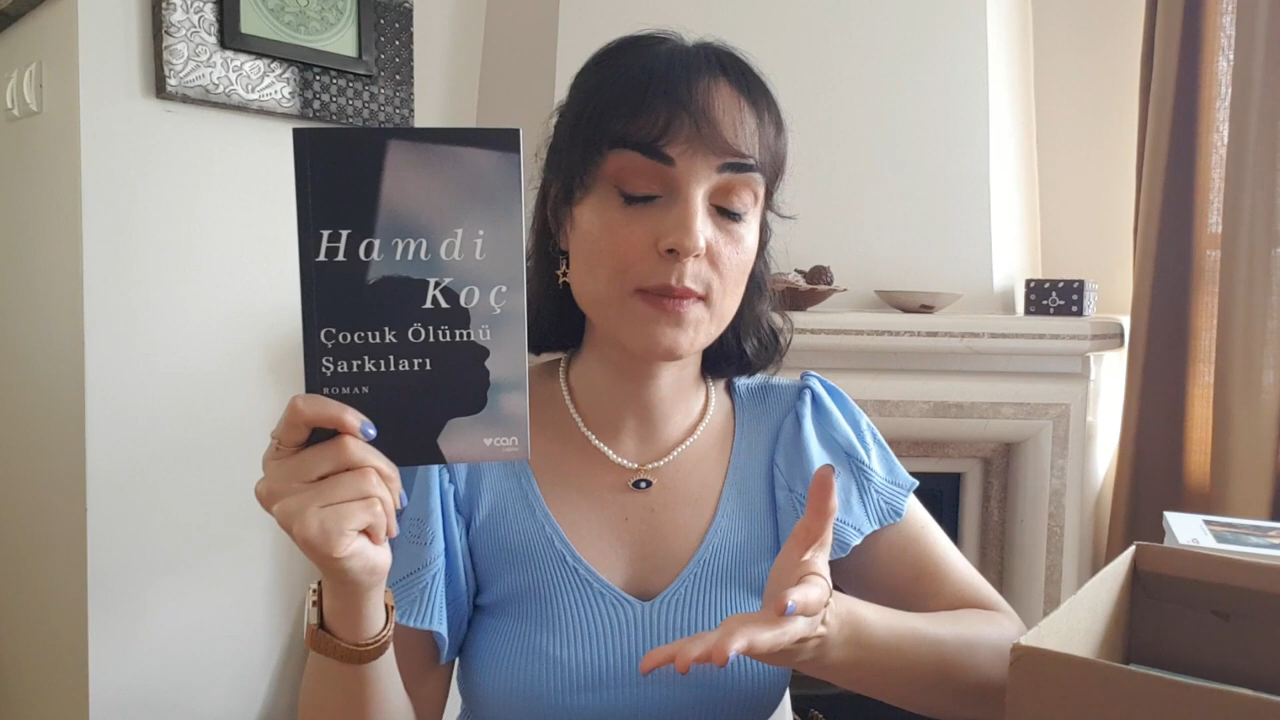 Hamdi
Koç
Çocuk Ölümü
Şarkıları
ROMAN
can